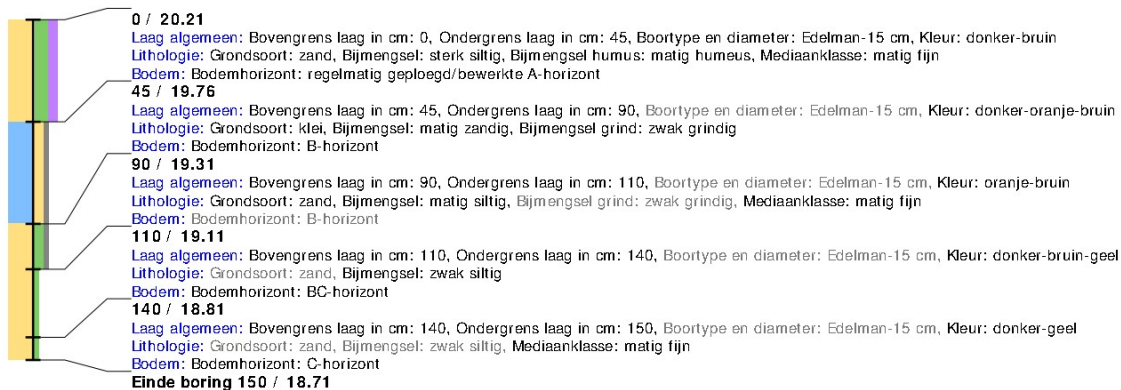 0 / 20.21
Laag algemeen: Bovengrens laag in cm: 0, Ondergrens laag in cm: 45, Boortype en diameter: Edelman-15 cm, Kleur: donker-bruin
Lithologie: Grondsoort: zand, Bijmengsel: sterk siltig, Bijmengsel humus: matig humeus, Mediaanklasse: matig fijn
Bodem: Bodemhorizont: regelmatig geploegd/bewerkte A-horizont
45 / 19.76
Laag algemeen: Bovengrens laag in cm: 45, Ondergrens laag in cm: 90, Boortype en diameter: Edelman-15 cm, Kleur: donker-oranje-bruin
Lithologie: Grondsoort: klei, Bijmengsel: matig zandig, Bijmengsel grind: zwak grindig
Bodem: Bodemhorizont: B-horizont
90 / 19.31
Laag algemeen: Bovengrens laag in cm: 90, Ondergrens laag in cm: 110, Boortype en diameter: Edelman-15 cm, Kleur: oranje-bruin
Lithologie: Grondsoort: zand, Bijmengsel: matig siltig, Bijmengsel grind: zwak grindig, Mediaanklasse: matig fijn
Bodem: Bodemhorizont: B-horizont
110 / 19.11
Laag algemeen: Bovengrens laag in cm: 110, Ondergrens laag in cm: 140, Boortype en diameter: Edelman-15 cm, Kleur: donker-bruin-geel
Lithologie: Grondsoort: zand, Bijmengsel: zwak siltig
Bodem: Bodemhorizont: BC-horizont
140 / 18.81
Laag algemeen: Bovengrens laag in cm: 140, Ondergrens laag in cm: 150, Boortype en diameter: Edelman-15 cm, Kleur: donker-geel
Lithologie: Grondsoort: zand, Bijmengsel: zwak siltig, Mediaanklasse: matig fijn
Bodem: Bodemhorizont: C-horizont
Einde boring 150 / 18.71